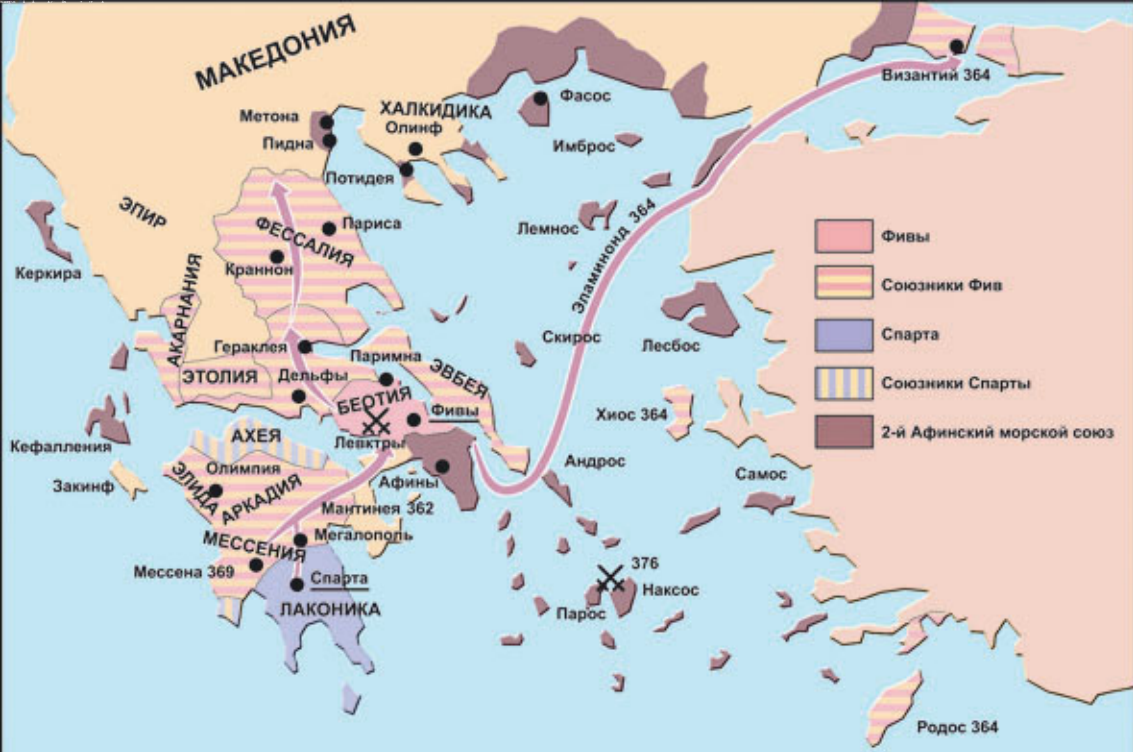 МАКЕДОНИЯ
Византий 364
Фасос
ХАЛКИДИКА
Метона
Олинф
Пидна
Имброс
Потидея
ЭПИР
Париса
ФЕССАЛИЯ
Лемнос
Эпаминонд 364
Фивы
Краннон
Керкира
Союзники Фив
АКАРНАНИЯ
Скирос
Спарта
Гераклея
Лесбос
Паримна
ЭВБЕЯ
ЭТОЛИЯ
Дельфы
Союзники Спарты
БЕОТИЯ
Фивы
Хиос 364
2-й Афинский морской союз
АХЕЯ
Левктры
Кефалления
Олимпия
Андрос
Самос
Закинф
ЭЛИДА
АРКАДИЯ
Афины
Мантинея 362
МЕССЕНИЯ
Мегалополь
Мессена 369
Спарта
376
Наксос
ЛАКОНИКА
Парос
Родос 364